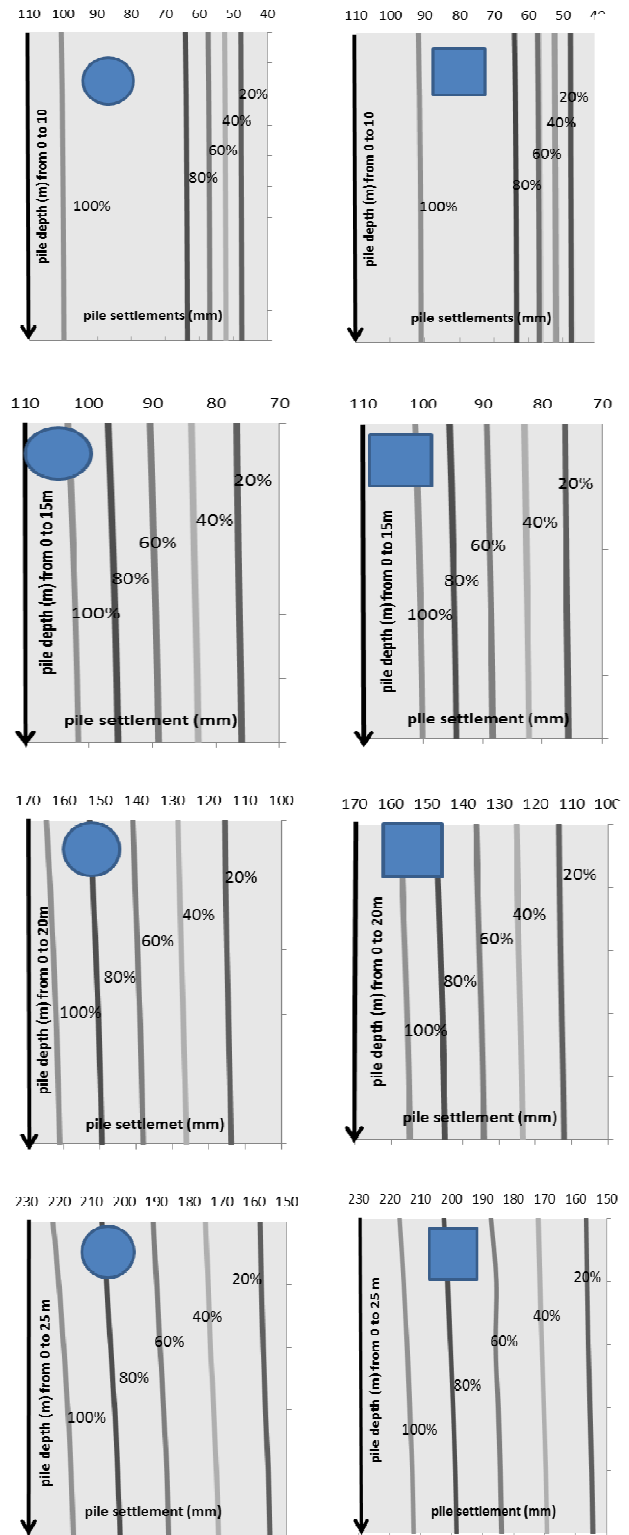 110 100 90 80 70 60 50 40
20%
40%
60%
80%
100%
pile depth (m) from 0 to 10
pile settlements (mm)
110 100 90 80 70 60 50
20%
40%
60%
80%
100%
pile depth (m) from 0 to10
pile settlements (mm)
110 100 90 80 70
20%
40%
60%
80%
100%
pile depth (m) from 0 to 15m
pile settlement (mm)
110 100 90 80 70
20%
40%
60%
80%
100%
pile depth (m) from 0 to 15m
pile settlement (mm)
170 160 150 140 130 120 110 100
20%
40%
60%
80%
100%
pile depth (m) from 0 to 20m
pile settlemet (mm)
170 160 150 140 130 120 110 100
20%
40%
60%
80%
100%
pile depth (m) from 0 to 20m
pile settlement (mm)
230 220 210 200 190 180 170 160 150
20%
40%
60%
80%
100%
pile depth (m) from 0 to 25 m
pile settlement (mm)
230 220 210 200 190 180 170 160 150
20%
40%
60%
80%
100%
pile depth (m) from 0 to 25 m
pile settlement (mm)